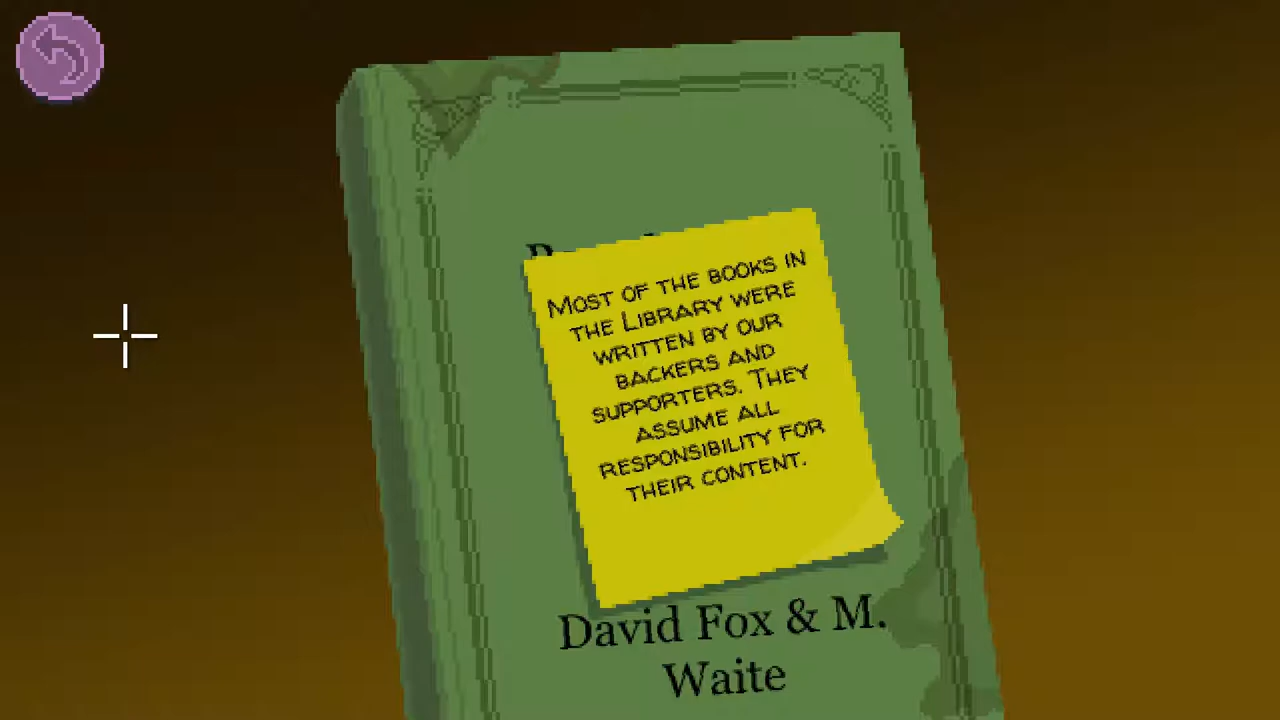 MOST OF THE BOOKS IN
THE LIBRARY WERE
WRITTEN BY OUR
BACKERS AND
SUPPORTERS. THEY
ASSUME ALL
RESPONSIBILITY FOR
THEIR CONTENT.
David Fox & M.
Waite